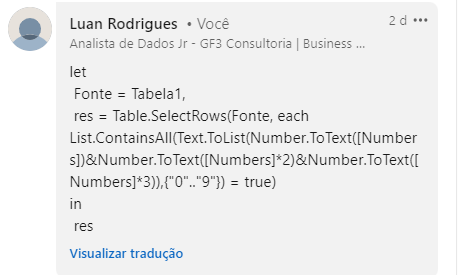 Luan Rodrigues • Você
2 d •••
Analista de Dados Jr - GF3 Consultoria | Business ...
let
Fonte = Tabela1,
res = Table.SelectRows(Fonte, each
List.ContainsAll(Text.ToList(Number.ToText([Number
s])&Number.ToText([Numbers]*2)&Number.ToText([
Numbers]*3)),{"0".."9"}) = true)
in
res
Visualizar tradução